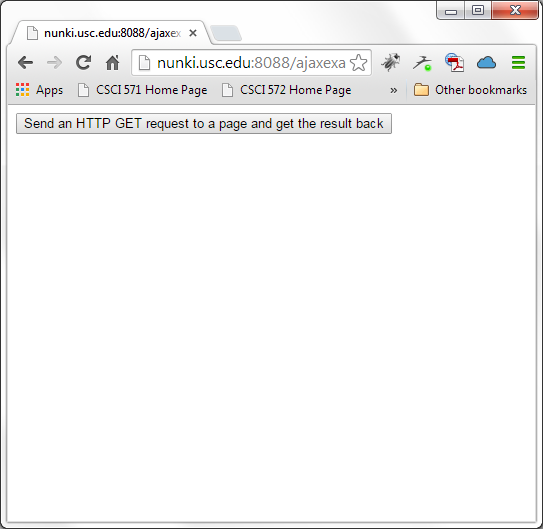 nunki.usc.edu:8088/ajaxex
nunki.usc.edu:8088/ajaxexa
Apps CSCI 571 Home Page CSCI 572 Home Page » Other bookmarks
Send an HTTP GET request to a page and get the result back